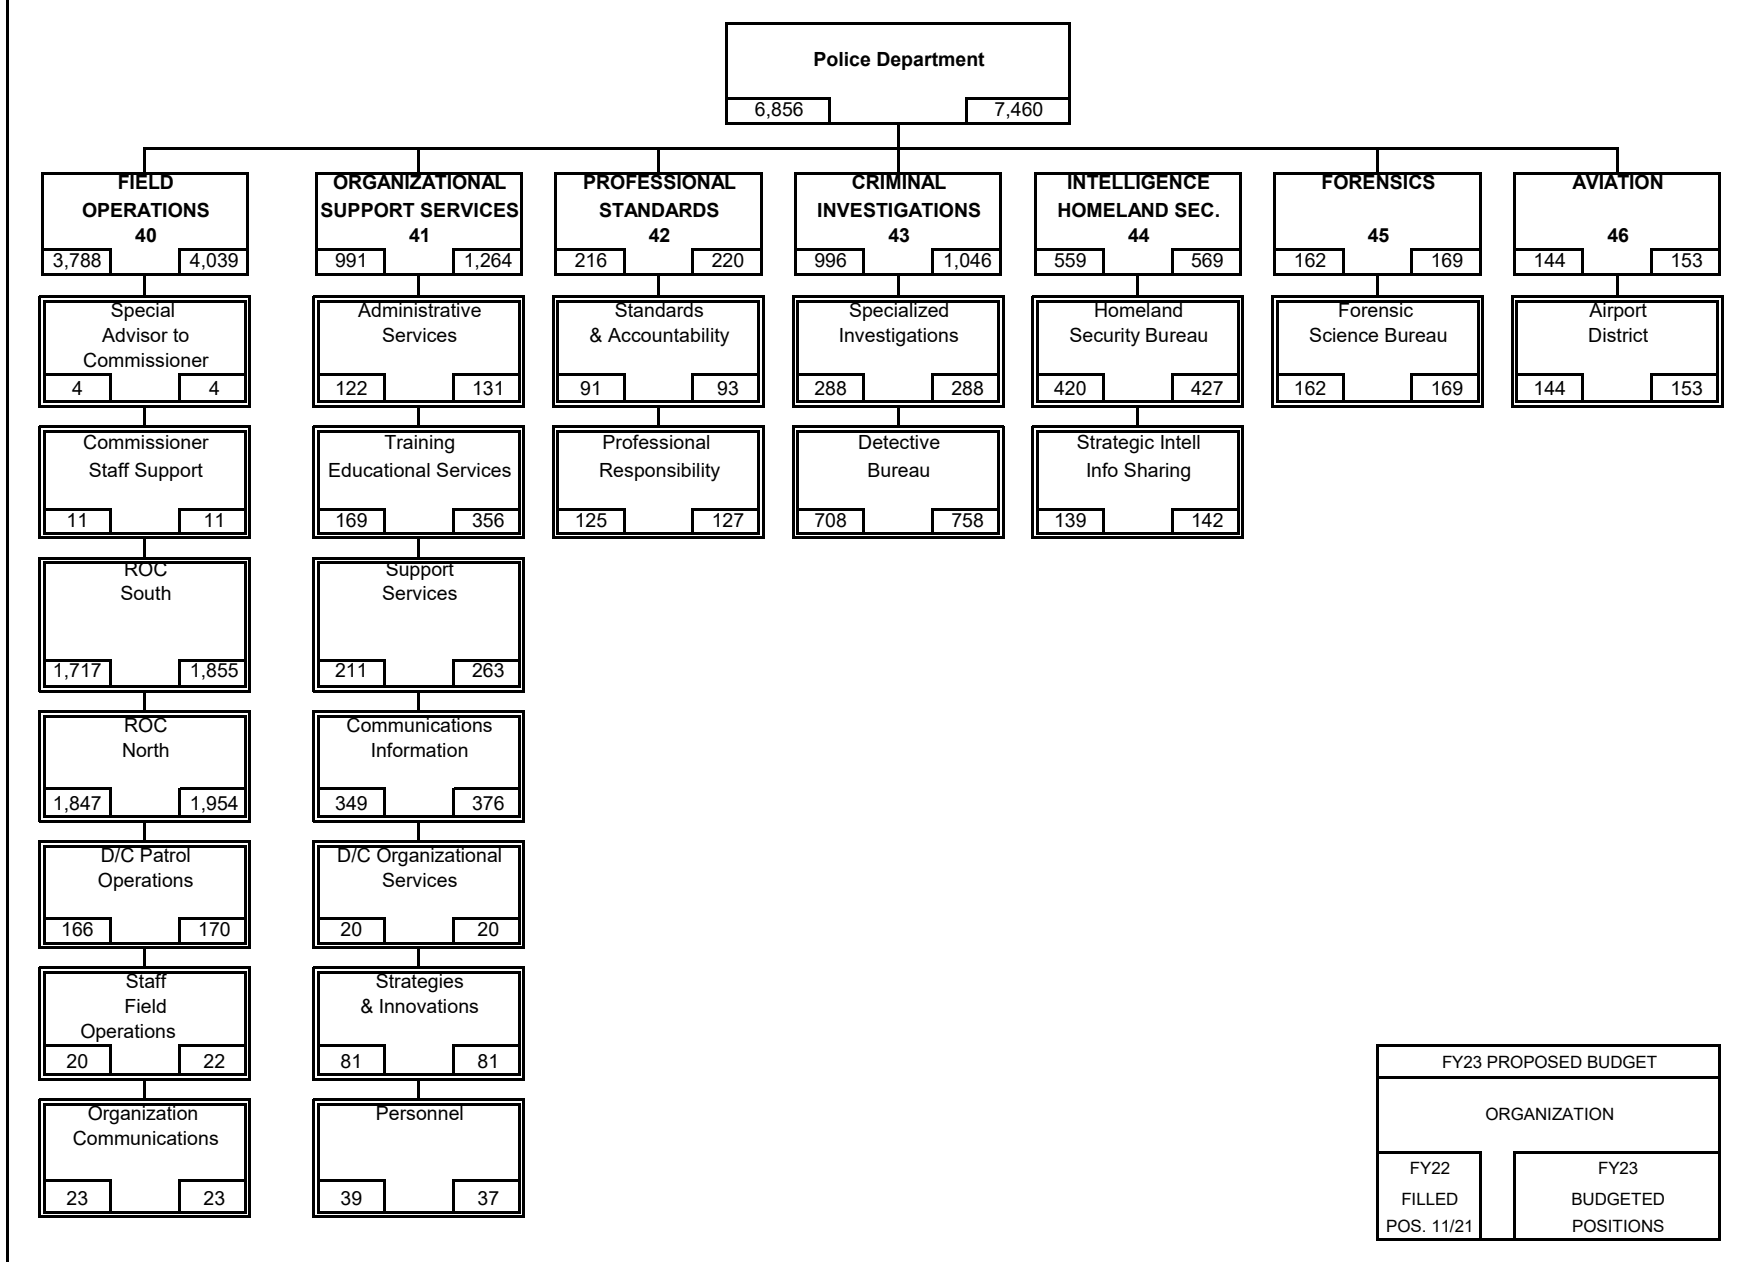 Police Department
6,856 7,460
FIELD
OPERATIONS
40
3,788 4,039
ORGANIZATIONAL
SUPPORT SERVICES
41
991 1,264
PROFESSIONAL
STANDARDS
42
216 220
CRIMINAL
INVESTIGATIONS
43
996 1,046
INTELLIGENCE
HOMELAND SEC.
44
559 569
FORENSICS
45
162 169
AVIATION
46
144 153
Special
Advisor to
Commissioner
4 4
Administrative
Services
122 131
Standards
& Accountability
91 93
Specialized
Investigations
288 288
Homeland
Security Bureau
420 427
Forensic
Science Bureau
162 169
Airport
District
144 153
Commissioner
Staff Support
11 11
Training
Educational Services
169 356
Professional
Responsibility
125 127
Detective
Bureau
708 758
Strategic Intell
Info Sharing
139 142
ROC
South
1,717 1,855
Support
Services
211 263
ROC
North
1,847 1,954
Communications
Information
349 376
D/C Patrol
Operations
166 170
D/C Organizational
Services
20 20
Staff
Field
Operations
20 22
Strategies
& Innovations
81 81
Organization
Communications
23 23
Personnel
39 37
FY23 PROPOSED BUDGET
ORGANIZATION
FY22
FILLED
POS. 11/21
FY23
BUDGETED
POSITIONS